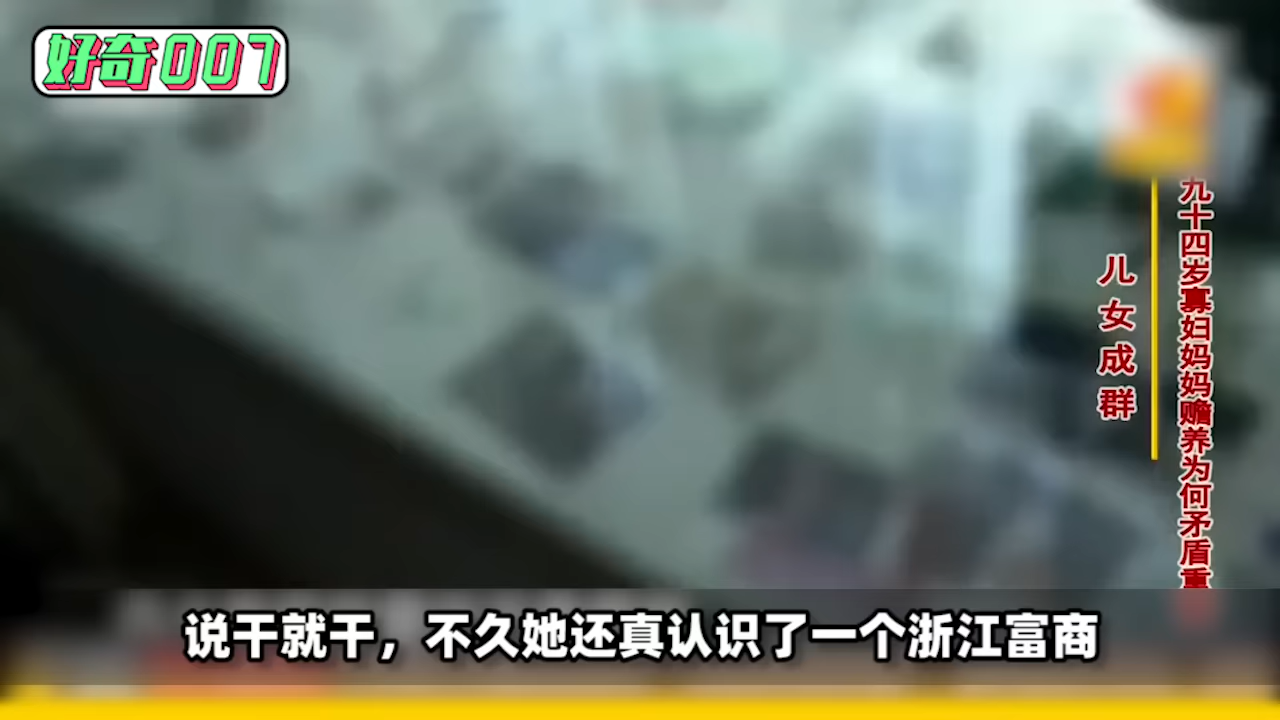 好奇007
九十四岁寡妇妈妈赡养为何矛盾重
儿女成群
说干就干，不久她还真认识了一个浙江富商